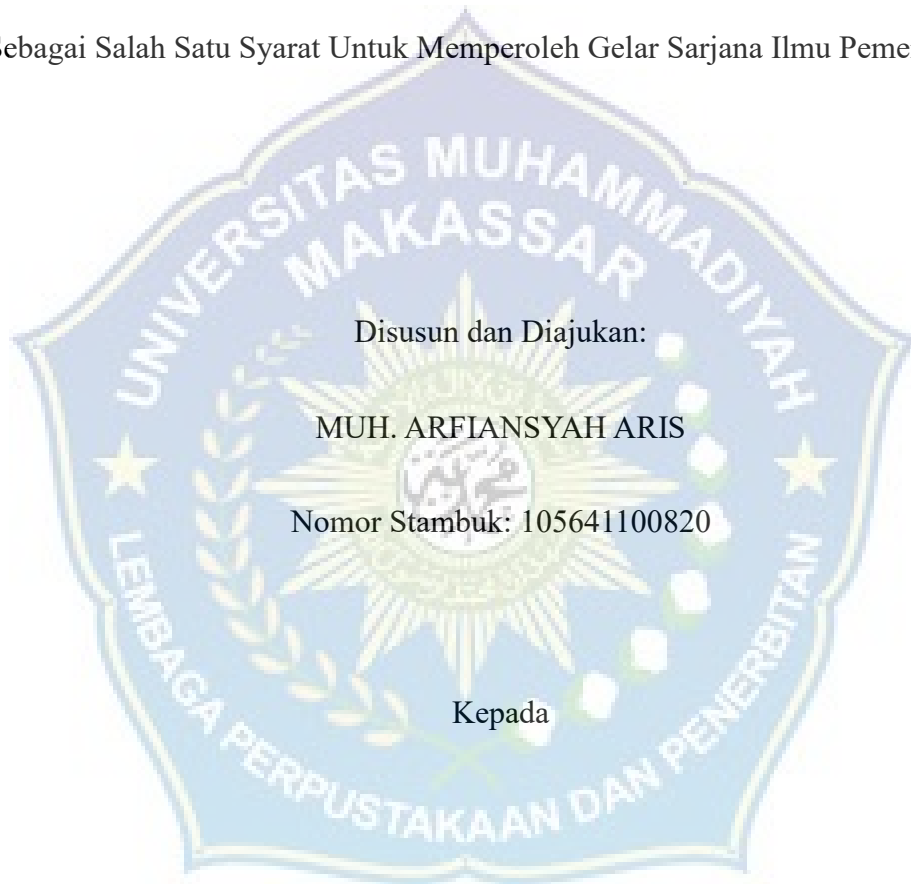 Sebagai Salah Satu Syarat Untuk Memperoleh Gelar Sarjana Ilmu Peme
UNIVERSITAS MUHAMMADIYAH
MAKASSAR
Disusun dan Diajukan:
MUH. ARFIANSYAH ARIS
Nomor Stambuk: 105641100820
Kepada
LEMBAGA PERPUSTAKAAN DAN PENERBITAN